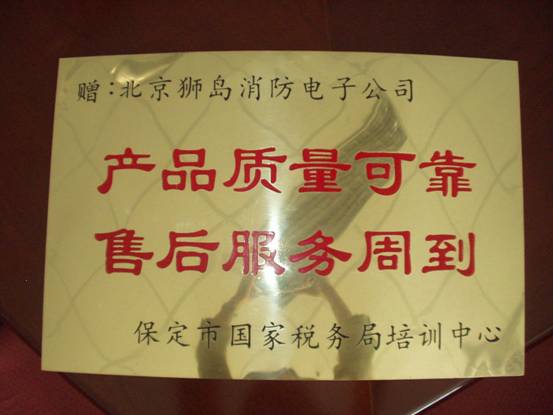 赠:北京狮岛消防电子公司
产品质量可靠
售后服务周到
保定市国家税务局培训中心